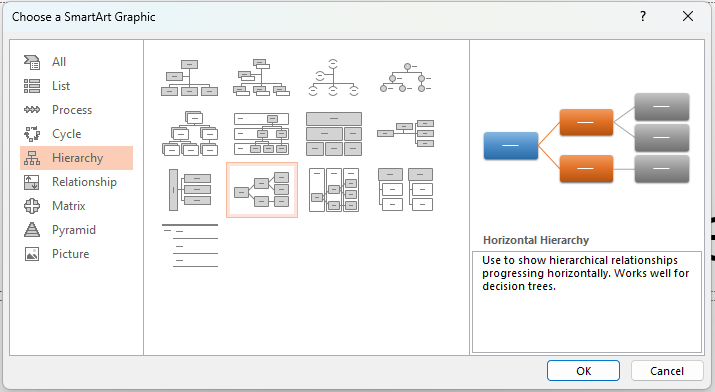 Choose a SmartArt Graphic
?
All
List
Process
Cycle
Hierarchy
Relationship
Matrix
Pyramid
Picture
Horizontal Hierarchy
Use to show hierarchical relationships
progressing horizontally. Works well for
decision trees.
OK
Cancel